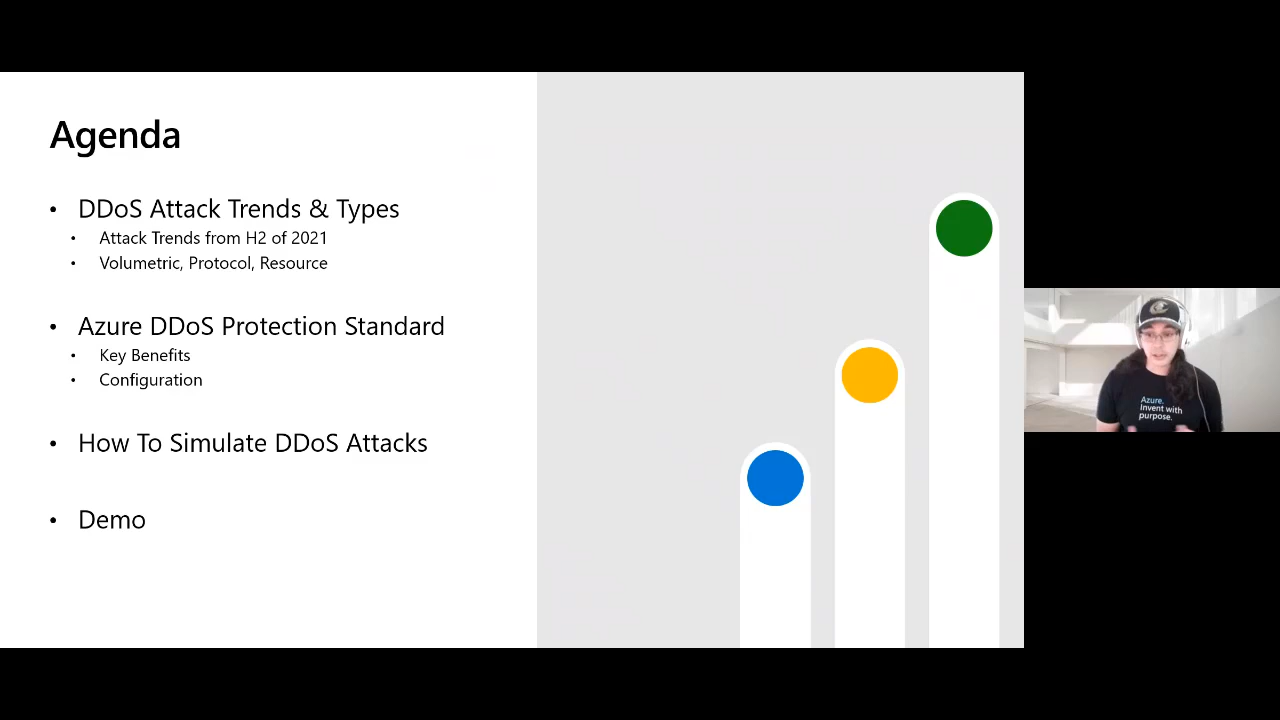 Agenda
• DDoS Attack Trends & Types
• Attack Trends from H2 of 2021
• Volumetric, Protocol, Resource
• Azure DDoS Protection Standard
• Key Benefits
• Configuration
• How To Simulate DDoS Attacks
• Demo
Azure.
Invent with
purpose.